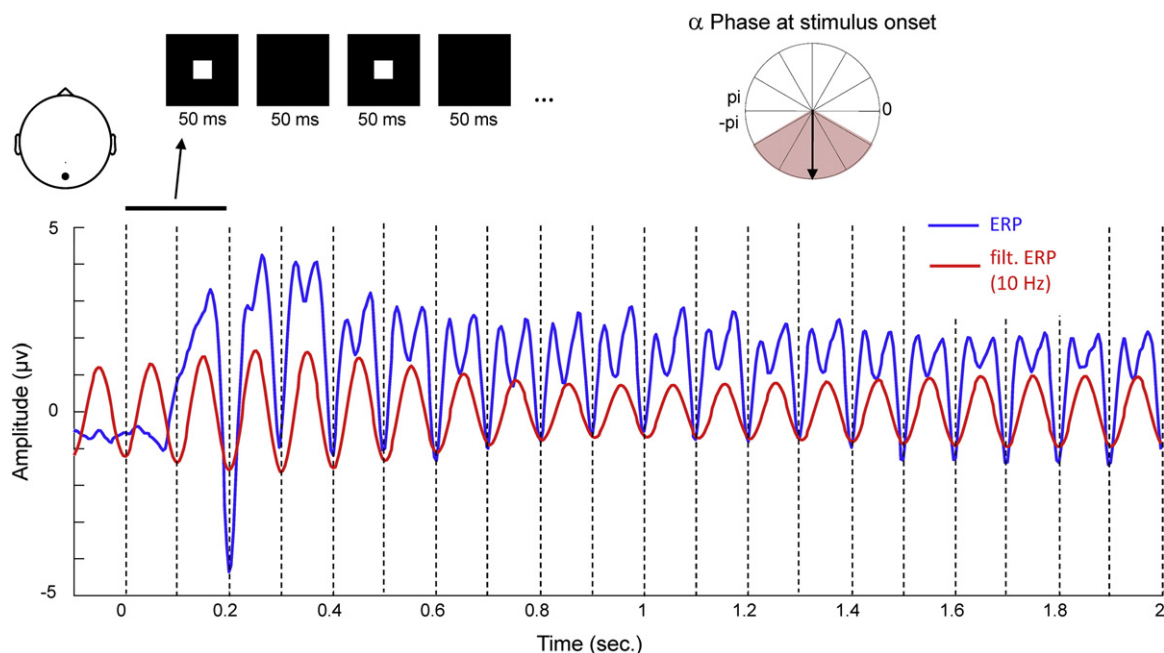 α Phase at stimulus onset
50 ms
50 ms
50 ms
50 ms
...
pi
-pi
0
ERP
filt. ERP
(10 Hz)
5
0
-5
Amplitude (μv)
0
0.2
0.4
0.6
0.8
1
1.2
1.4
1.6
1.8
2
Time (sec.)